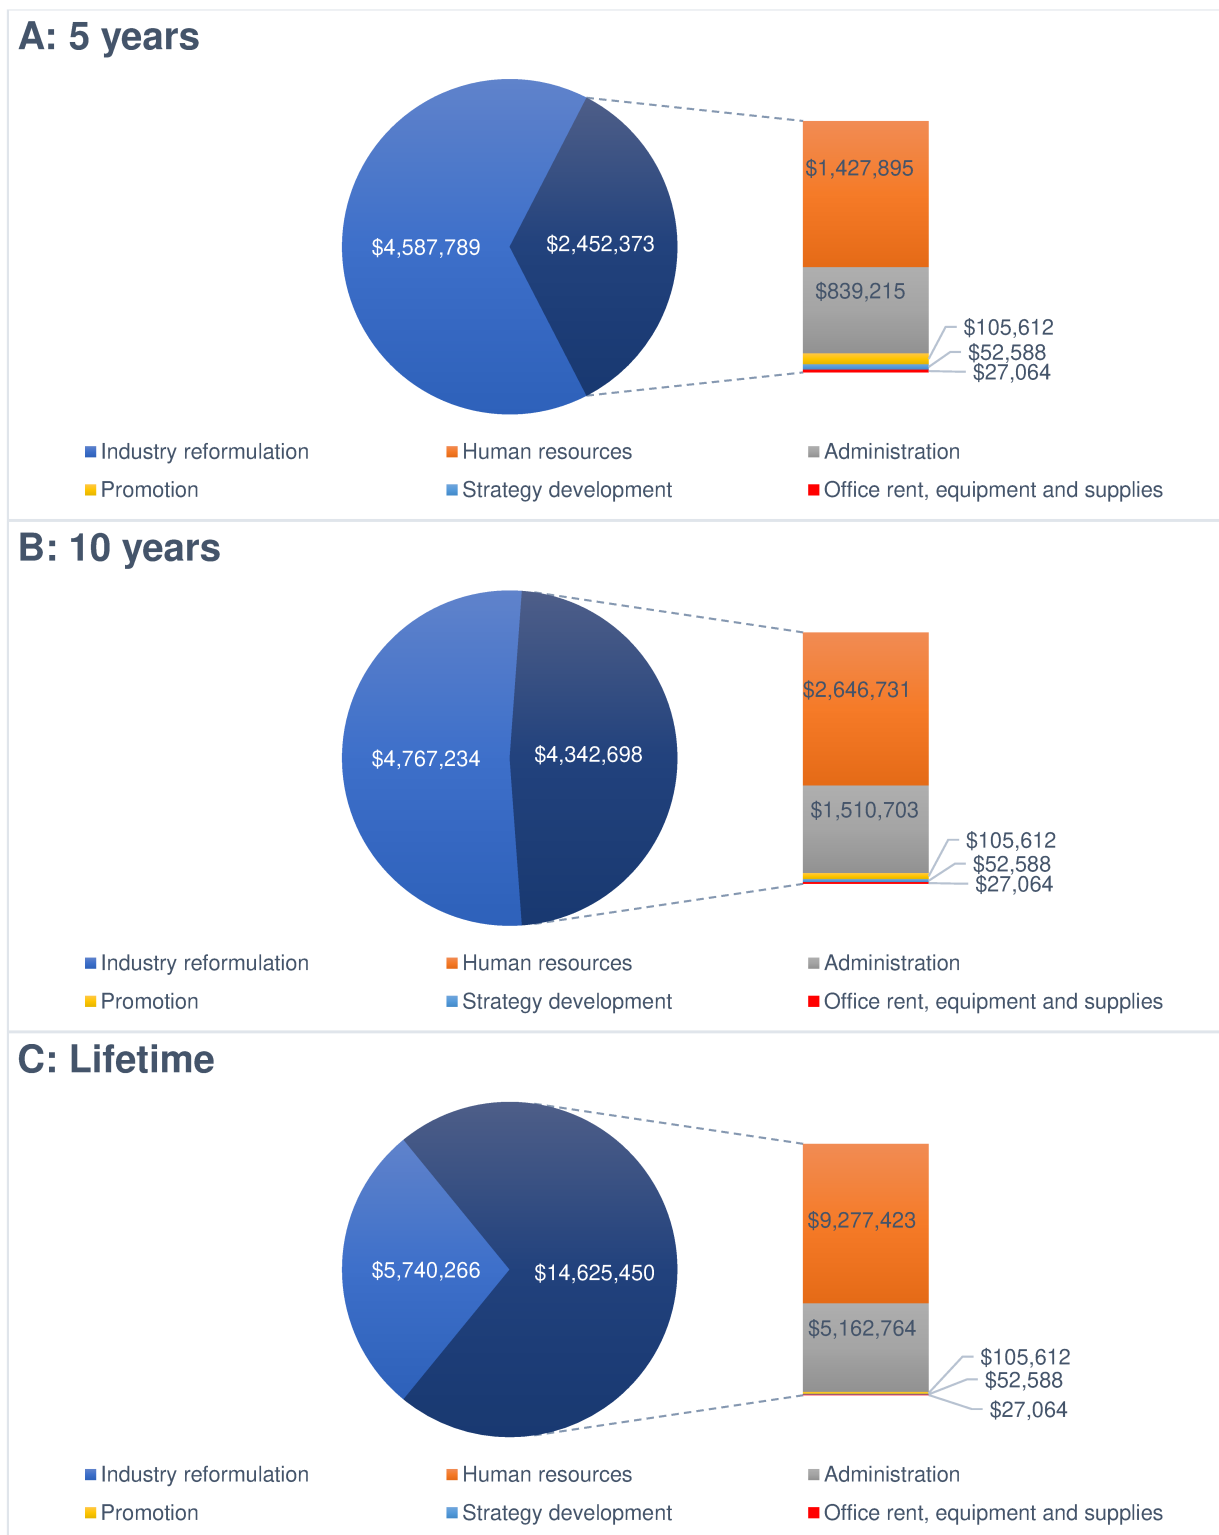 A: 5 years
$4,587,789
$2,452,373
$1,427,895
$839,215
$105,612
$52,588
$27,064
Industry reformulation Human resources Administration
Promotion Strategy development Office rent, equipment and supplies
B: 10 years
$4,767,234
$4,342,698
$2,646,731
$1,510,703
$105,612
$52,588
$27,064
Industry reformulation Human resources Administration
Promotion Strategy development Office rent, equipment and supplies
C: Lifetime
$5,740,266
$14,625,450
$9,277,423
$5,162,764
$105,612
$52,588
$27,064
Industry reformulation Human resources Administration
Promotion Strategy development Office rent, equipment and supplies